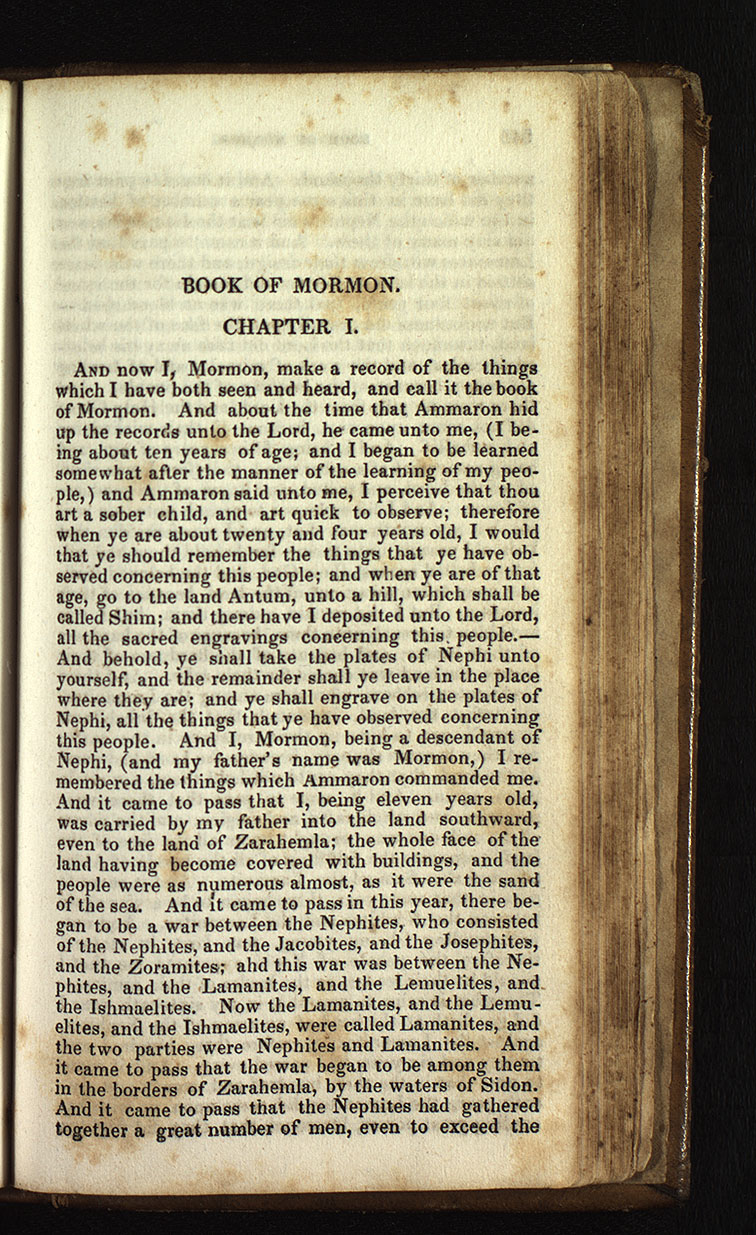 BOOK OF MORMON.
CHAPTER I.
AND now I, Mormon, make a record of the things
which I have both seen and heard, and call it the book
of Mormon. And about the time that Ammaron hid
up the records unto the Lord, he came unto me, (I be-
ing about ten years of age; and I began to be learned
somewhat after the manner of the learning of my peo-
ple,) and Ammaron said unto me, I perceive that thou
art a sober child, and art quick to observe; therefore
when ye are about twenty and four years old, I would
that ye should remember the things that ye have ob-
served concerning this people; and when ye are of that
age, go to the land Antum, unto a hill, which shall be
called Shim; and there have I deposited unto the Lord,
all the sacred engravings concerning this people.—
And behold, ye shall take the plates of Nephi unto
yourself, and the remainder shall ye leave in the place
where they are; and ye shall engrave on the plates of
Nephi, all the things that ye have observed concerning
this people. And I, Mormon, being a descendant of
Nephi, (and my father's name was Mormon,) I re-
membered the things which Ammaron commanded me.
And it came to pass that I, being eleven years old,
was carried by my father into the land southward,
even to the land of Zarahemla; the whole face of the
land having become covered with buildings, and the
people were as numerous almost, as it were the sand
of the sea. And it came to pass in this year, there be-
gan to be a war between the Nephites, who consisted
of the Nephites, and the Jacobites, and the Josephites,
and the Zoramites; ahd this war was between the Ne-
phites, and the Lamanites, and the Lemuelites, and
the Ishmaelites. Now the Lamanites, and the Lemu-
elites, and the Ishmaelites, were called Lamanites, and
the two parties were Nephites and Lamanites. And
it came to pass that the war began to be among them
in the borders of Zarahemla, by the waters of Sidon.
And it came to pass that the Nephites had gathered
together a great number of men, even to exceed the